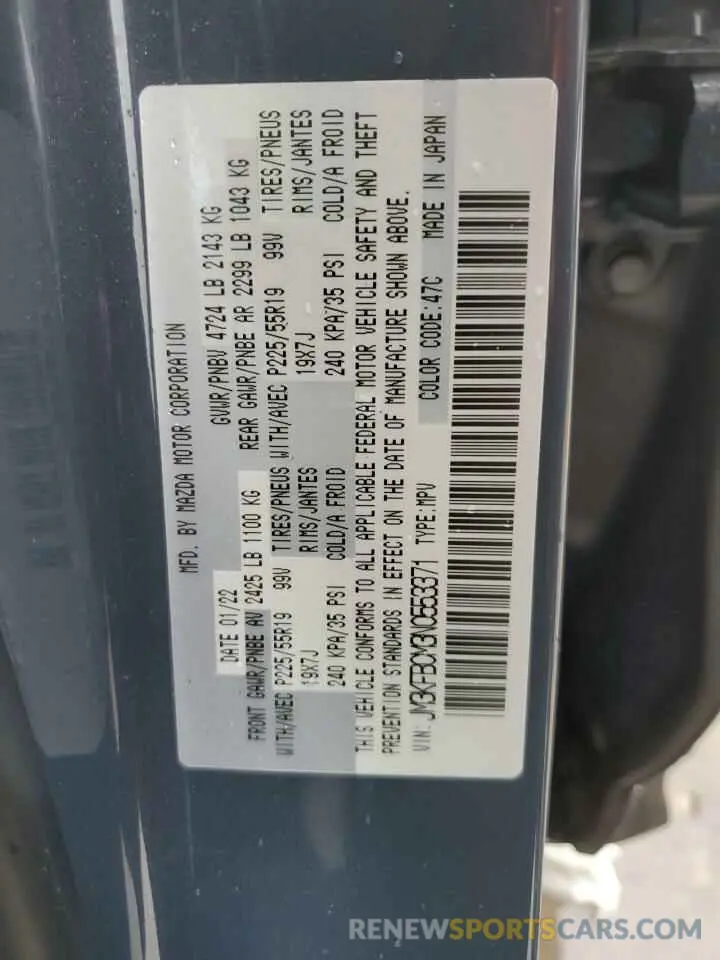 MFD. BY MAZDA MOTOR CORPORATION
DATE 01/22 GVWR/PNBV 4724 LB 2143 KG
FRONT GAWR/PNBE AV 2425 LB 1100 KG REAR GAWR/PNBE AR 2299 LB 1043 KG
WITH/AVEC P225/55R19 99V TIRES/PNEUS WITH/AVEC P225/55R19 99V TIRES/PNEUS
19X7J RIMS/JANTES 19X7J RIMS/JANTES
240 KPA/35 PSI COLD/A FROID 240 KPA/35 PSI COLD/A FROID
THIS VEHICLE CONFORMS TO ALL APPLICABLE FEDERAL MOTOR VEHICLE SAFETY AND THEFT
PREVENTION STANDARDS IN EFFECT ON THE DATE OF MANUFACTURE SHOWN ABOVE.
VIN: JM3KFBCM3N0553371 TYPE:MPV COLOR CODE:47C MADE IN JAPAN
RENEWSPORTSCARS.COM